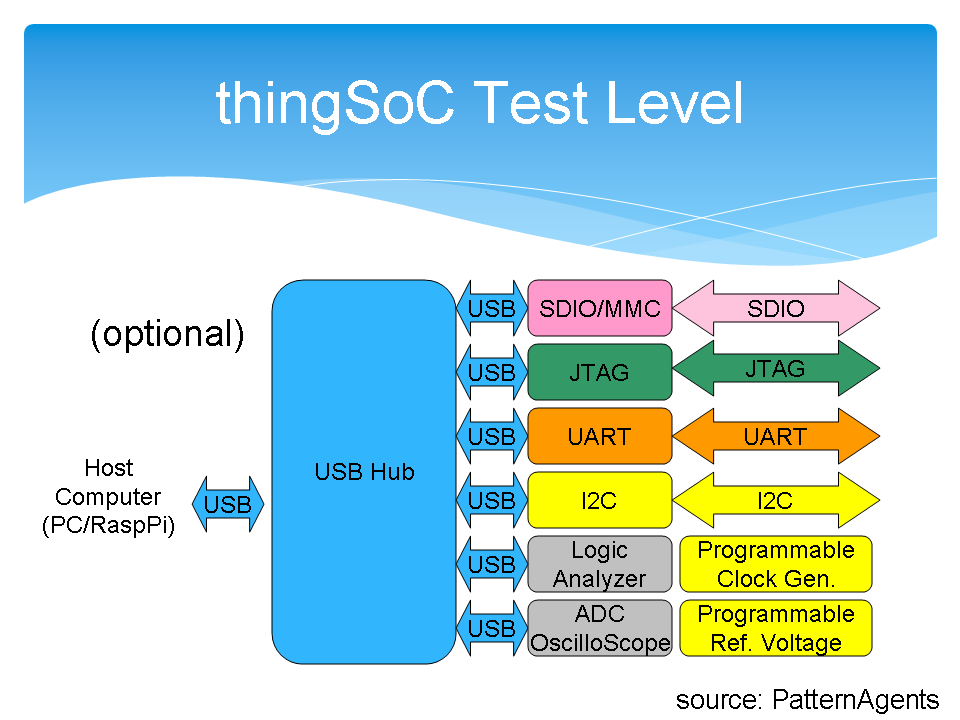 thingSoC Test Level
(optional)
Host
Computer
(PC/RaspPi)
USB
USB Hub
USB
SDIO/MMC
SDIO
USB
JTAG
JTAG
USB
UART
UART
USB
I2C
I2C
USB
Logic
Analyzer
Programmable
Clock Gen.
USB
ADC
OscilloScope
Programmable
Ref. Voltage
source: PatternAgents